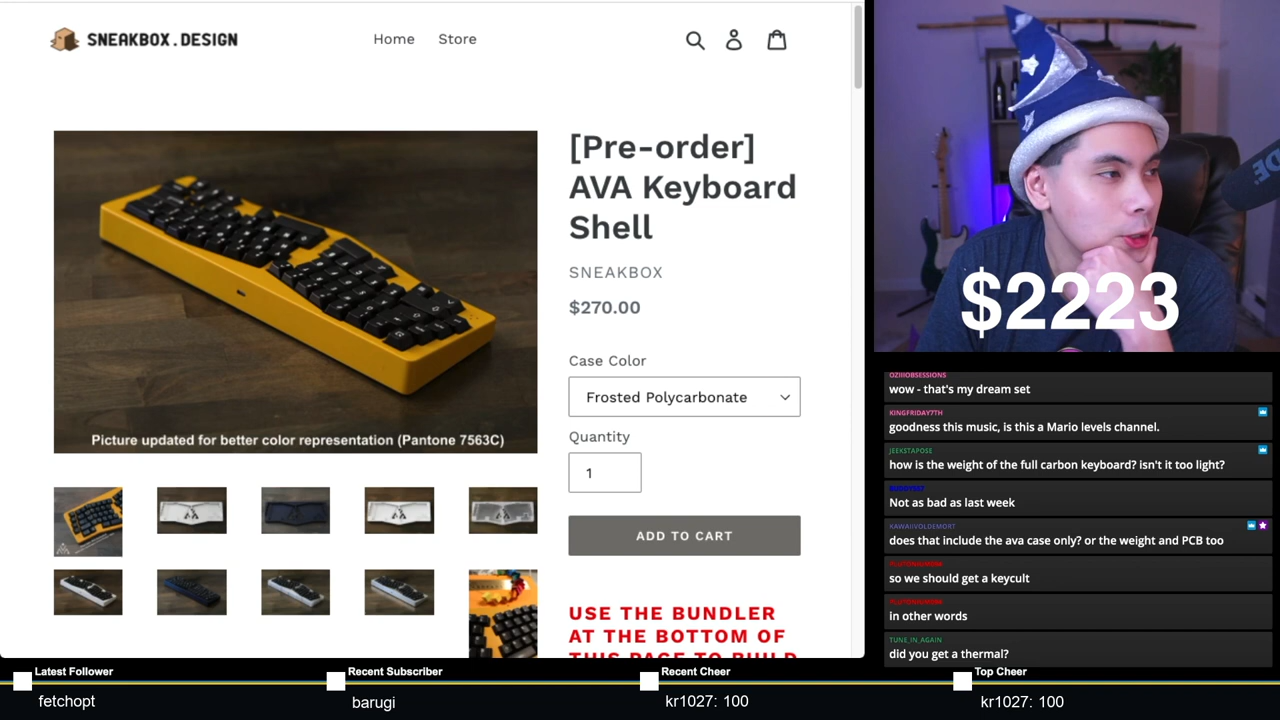 SNEAKBOX.DESIGN
Home
Store
[Pre-order]
AVA Keyboard
Shell
SNEAKBOX
$270.00
Case Color
Frosted Polycarbonate
Quantity
1
ADD TO CART
USE THE BUNDLER
AT THE BOTTOM OF
THIS PAGE TO BUILD
Picture updated for better color representation (Pantone 7563C)
$2223
OZIIIOBSESSIONS
wow - that's my dream set
KINGFRIDAY7TH
goodness this music, is this a Mario levels channel.
JEEKSTAPOSE
how is the weight of the full carbon keyboard? isn't it too light?
Not as bad as last week
KAWAIIVOLDEMORT
does that include the ava case only? or the weight and PCB too
so we should get a keycult
in other words
TUNE_IN_AGAIN
did you get a thermal?
Latest Follower
fetchopt
Recent Subscriber
barugi
Recent Cheer
kr1027: 100
Top Cheer
kr1027: 100